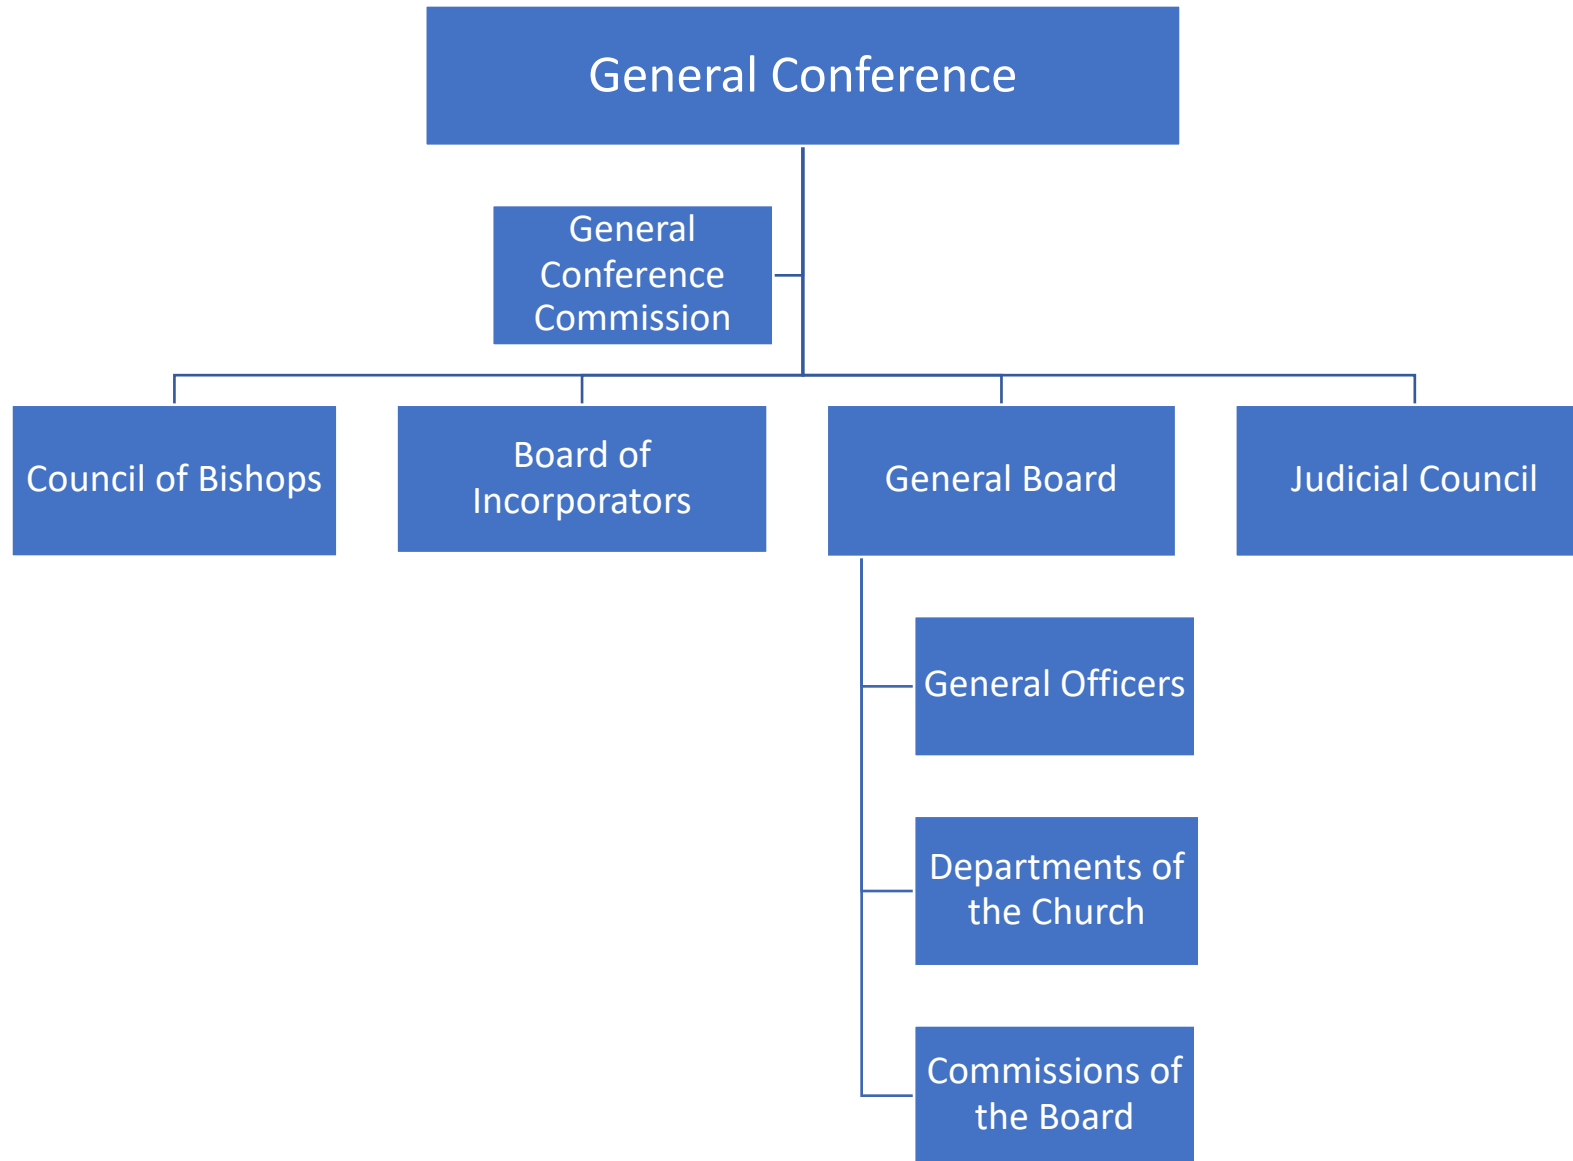 General Conference
General
Conference
Commission
Council of Bishops
Board of
Incorporators
General Board
Judicial Council
General Officers
Departments of
the Church
Commissions of
the Board